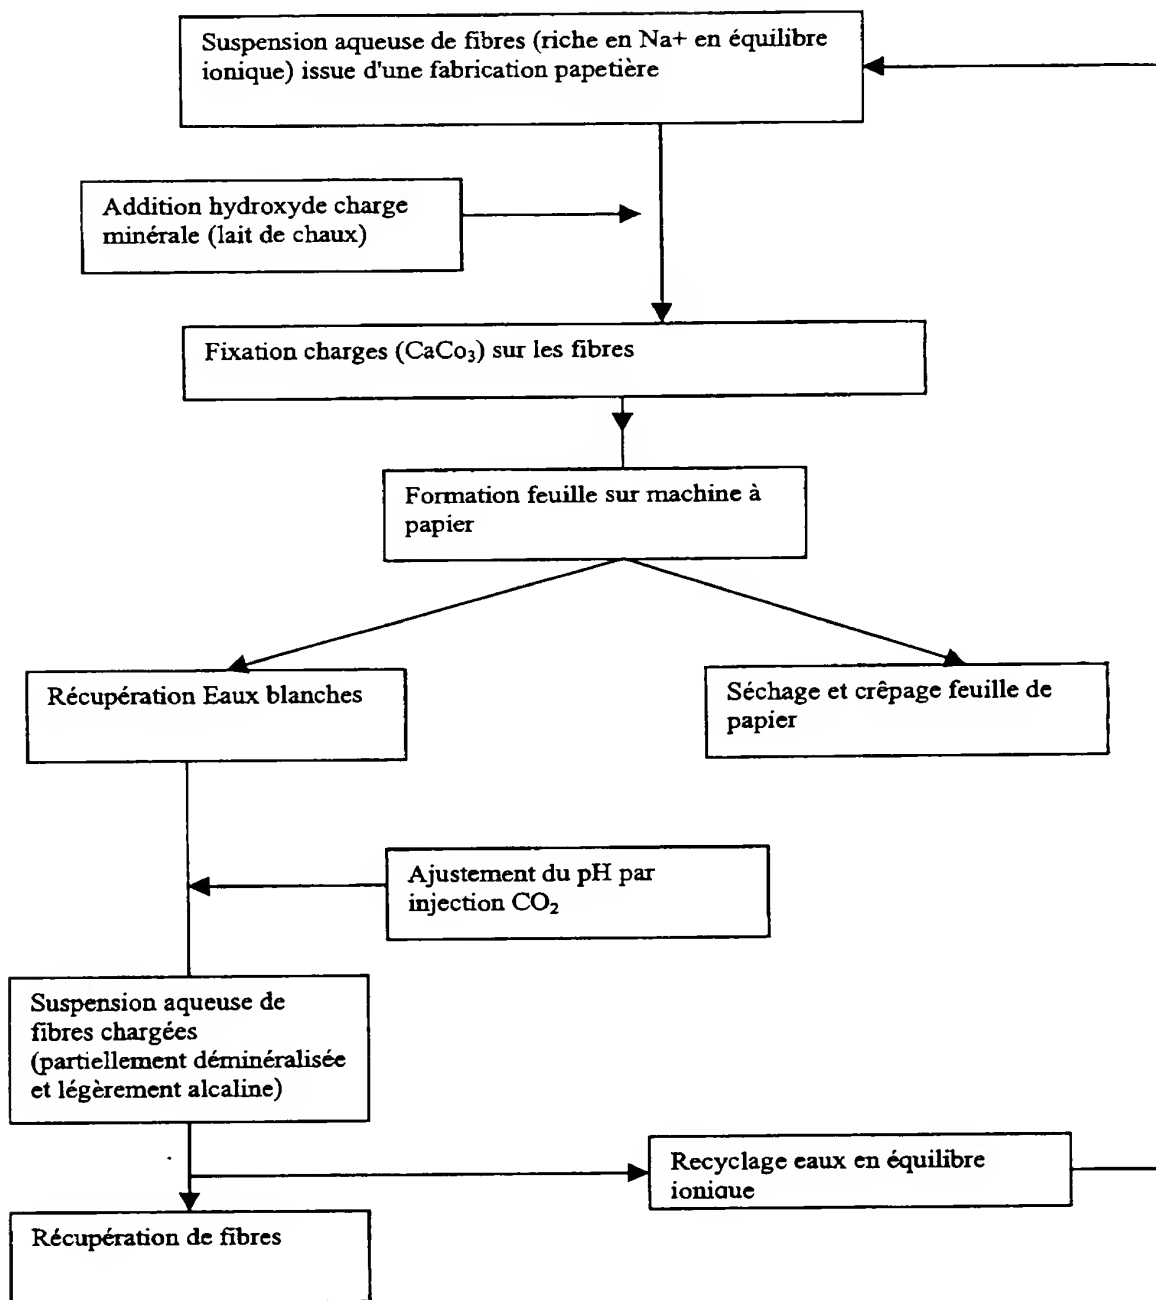 Suspension aqueuse de fibres (riche en Na+ en équilibre
ionique) issue d'une fabrication papetière
Addition hydroxyde charge
minérale (lait de chaux)
Fixation charges (CaCo₃) sur les fibres
Formation feuille sur machine à
papier
Récupération Eaux blanches
Séchage et crêpage feuille de
papier
Ajustement du pH par
injection CO₂
Suspension aqueuse de
fibres chargées
(partiellement déminéralisée
et légèrement alcaline)
Recyclage eaux en équilibre
ionique
Récupération de fibres